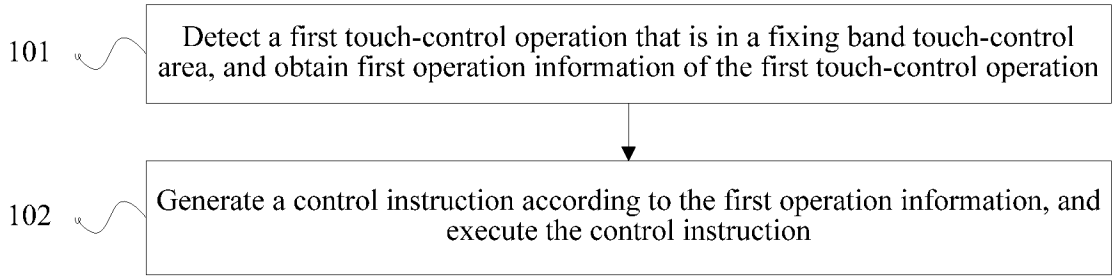 101
Detect a first touch-control operation that is in a fixing band touch-control
area, and obtain first operation information of the first touch-control operation
102
Generate a control instruction according to the first operation information, and
execute the control instruction